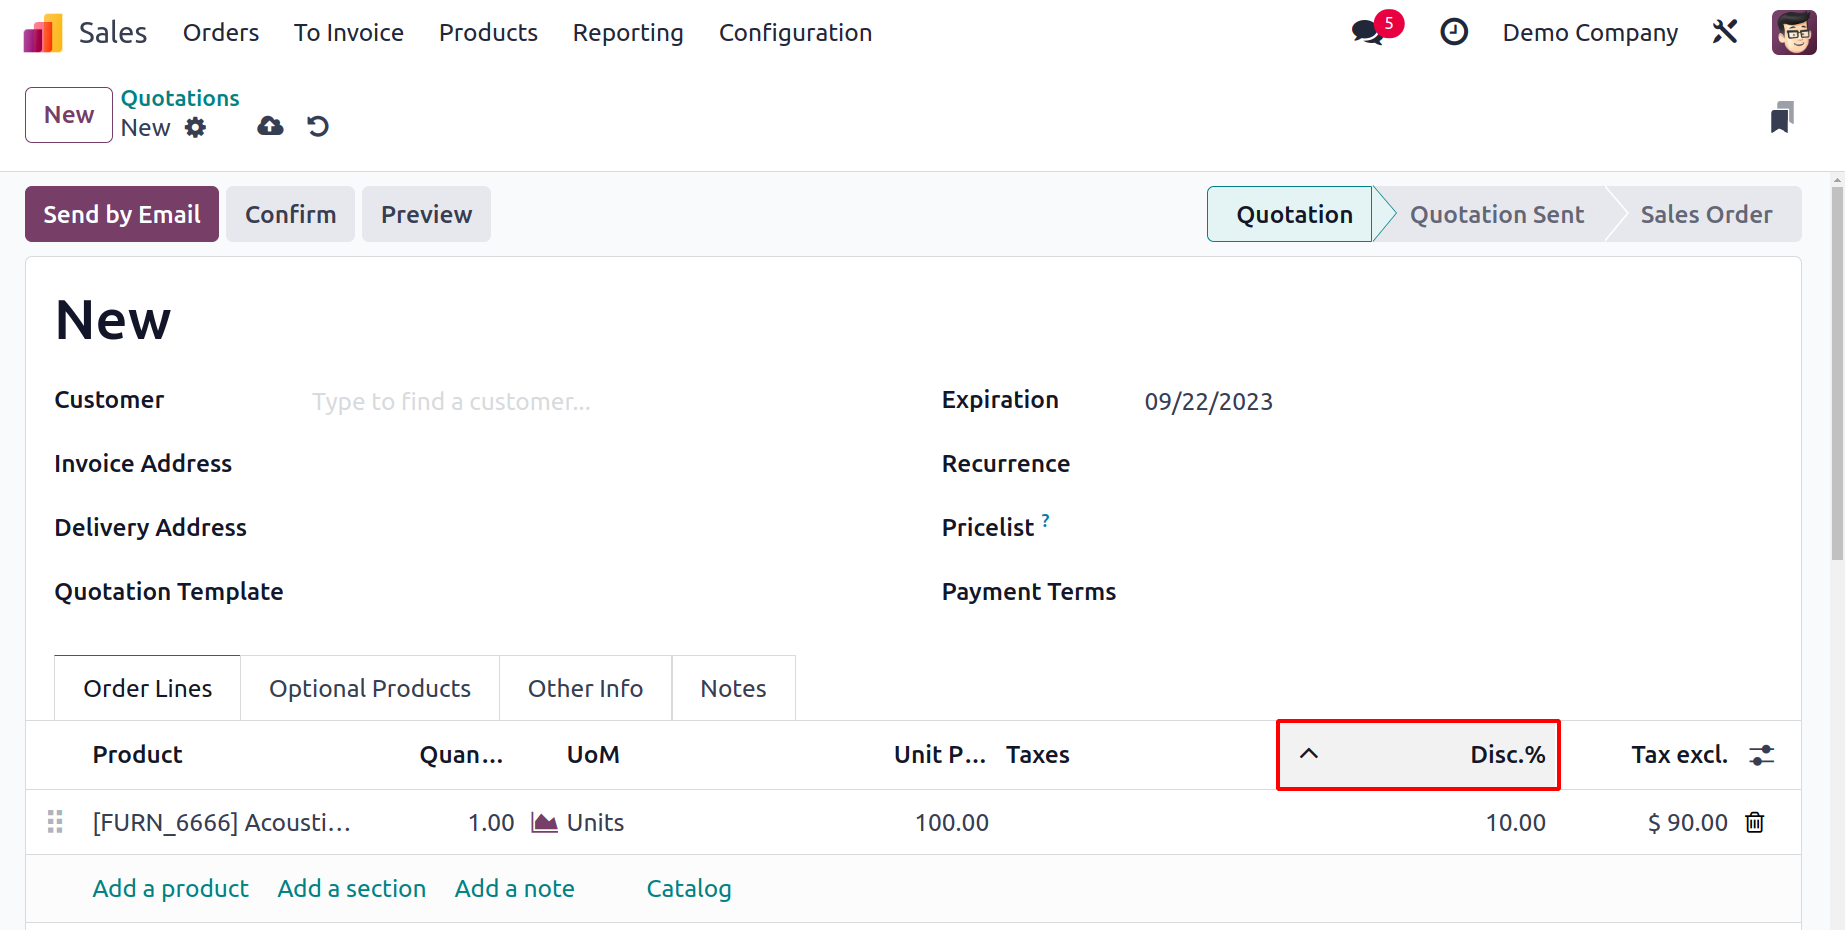 Sales Orders To Invoice Products Reporting Configuration 5 Demo Company
New Quotations
New
Send by Email Confirm Preview Quotation Quotation Sent Sales Order
New
Customer Type to find a customer... Expiration 09/22/2023
Invoice Address Recurrence
Delivery Address Pricelist ?
Quotation Template Payment Terms
Order Lines Optional Products Other Info Notes
Product Quan... UoM Unit P... Taxes Disc.% Tax excl.
[FURN_6666] Acousti... 1.00 Units 100.00 10.00 $ 90.00
Add a product Add a section Add a note Catalog